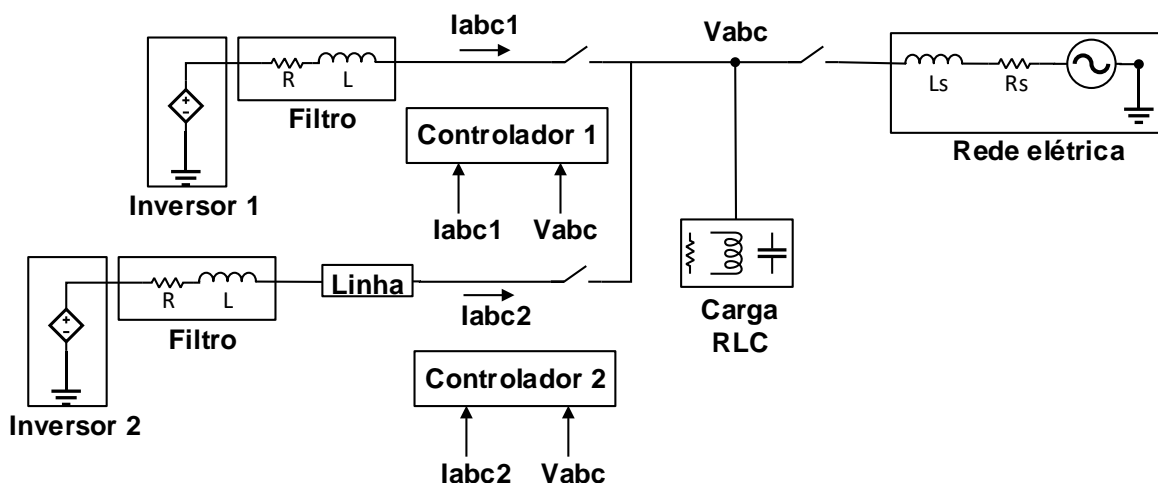 Iabc1
Vabc
R
L
Filtro
Ls
Rs
Controlador 1
Rede elétrica
Inversor 1
Iabc1
Vabc
R
L
Linha
Filtro
Iabc2
Carga
RLC
Controlador 2
Inversor 2
Iabc2
Vabc